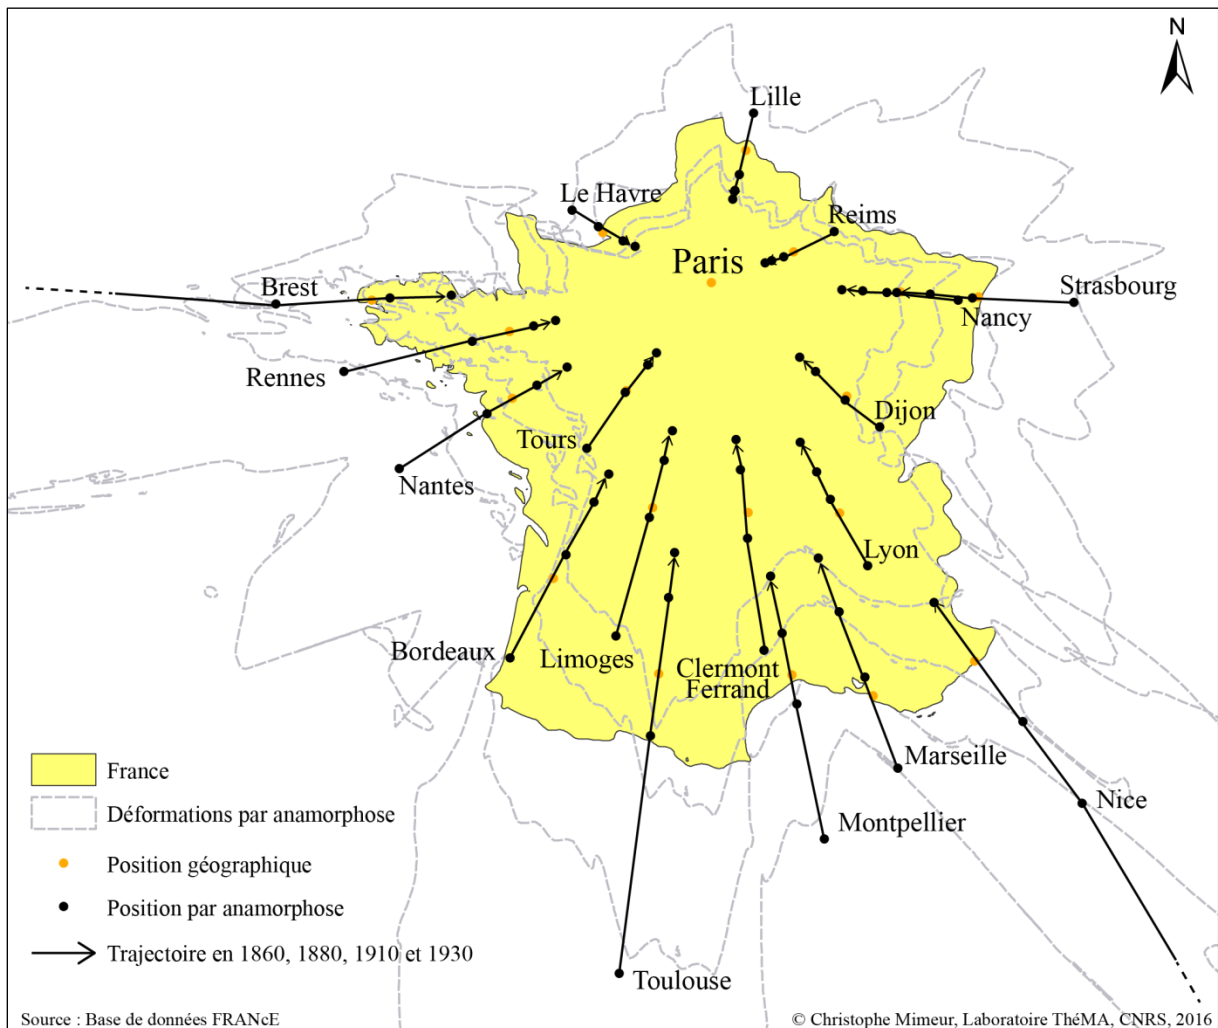 N
Lille
Le Havre
Reims
Paris
Brest
Strasbourg
Nancy
Rennes
Dijon
Tours
Nantes
Lyon
Bordeaux
Limoges
Clermont
Ferrand
Marseille
Nice
Montpellier
Toulouse
France
Déformations par anamorphose
Position géographique
Position par anamorphose
Trajectoire en 1860, 1880, 1910 et 1930
Source : Base de données FRANcE
© Christophe Mimeur, Laboratoire ThéMA, CNRS, 2016